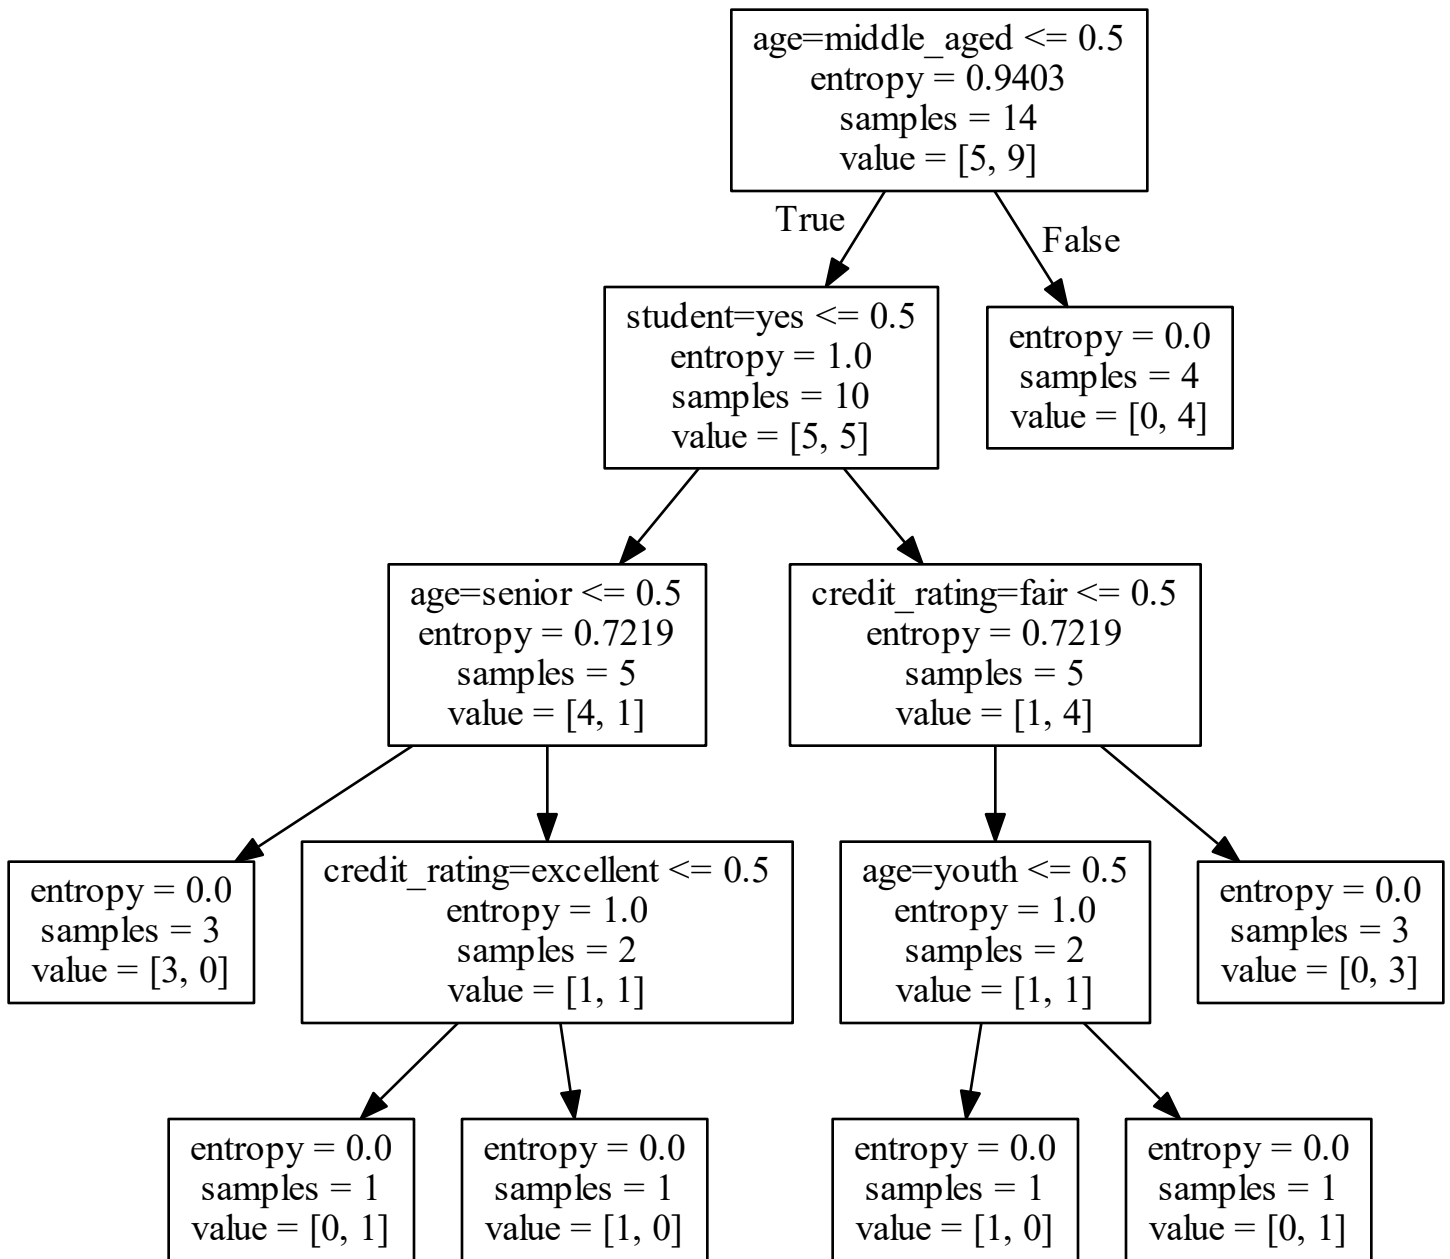 age=middle_aged <= 0.5
entropy = 0.9403
samples = 14
value = [5, 9]
True
False
student=yes <= 0.5
entropy = 1.0
samples = 10
value = [5, 5]
entropy = 0.0
samples = 4
value = [0, 4]
age=senior <= 0.5
entropy = 0.7219
samples = 5
value = [4, 1]
credit_rating=fair <= 0.5
entropy = 0.7219
samples = 5
value = [1, 4]
entropy = 0.0
samples = 3
value = [3, 0]
credit_rating=excellent <= 0.5
entropy = 1.0
samples = 2
value = [1, 1]
age=youth <= 0.5
entropy = 1.0
samples = 2
value = [1, 1]
entropy = 0.0
samples = 3
value = [0, 3]
entropy = 0.0
samples = 1
value = [0, 1]
entropy = 0.0
samples = 1
value = [1, 0]
entropy = 0.0
samples = 1
value = [1, 0]
entropy = 0.0
samples = 1
value = [0, 1]